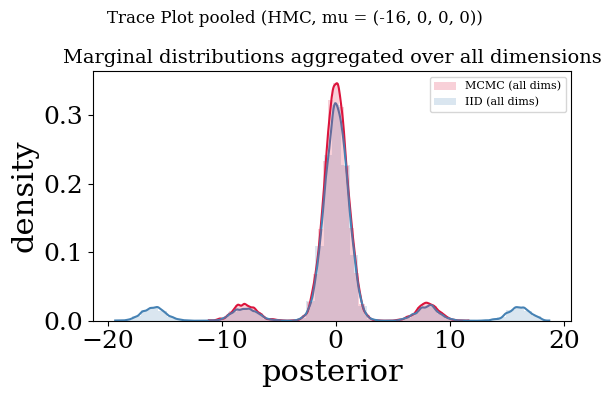 Trace Plot pooled (HMC, mu = (-16, 0, 0, 0))
Marginal distributions aggregated over all dimensions
MCMC (all dims)
IID (all dims)
density
0.3
0.2
0.1
0.0
−20
−10
0
10
20
posterior